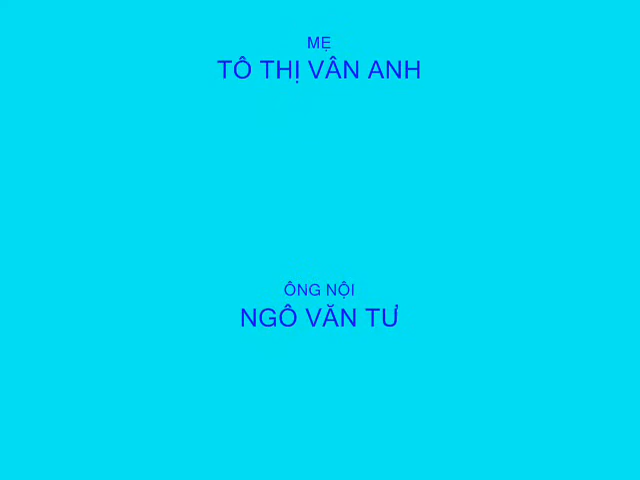 MẸ
TÔ THỊ VÂN ANH
ÔNG NỘI
NGÔ VĂN TƯ